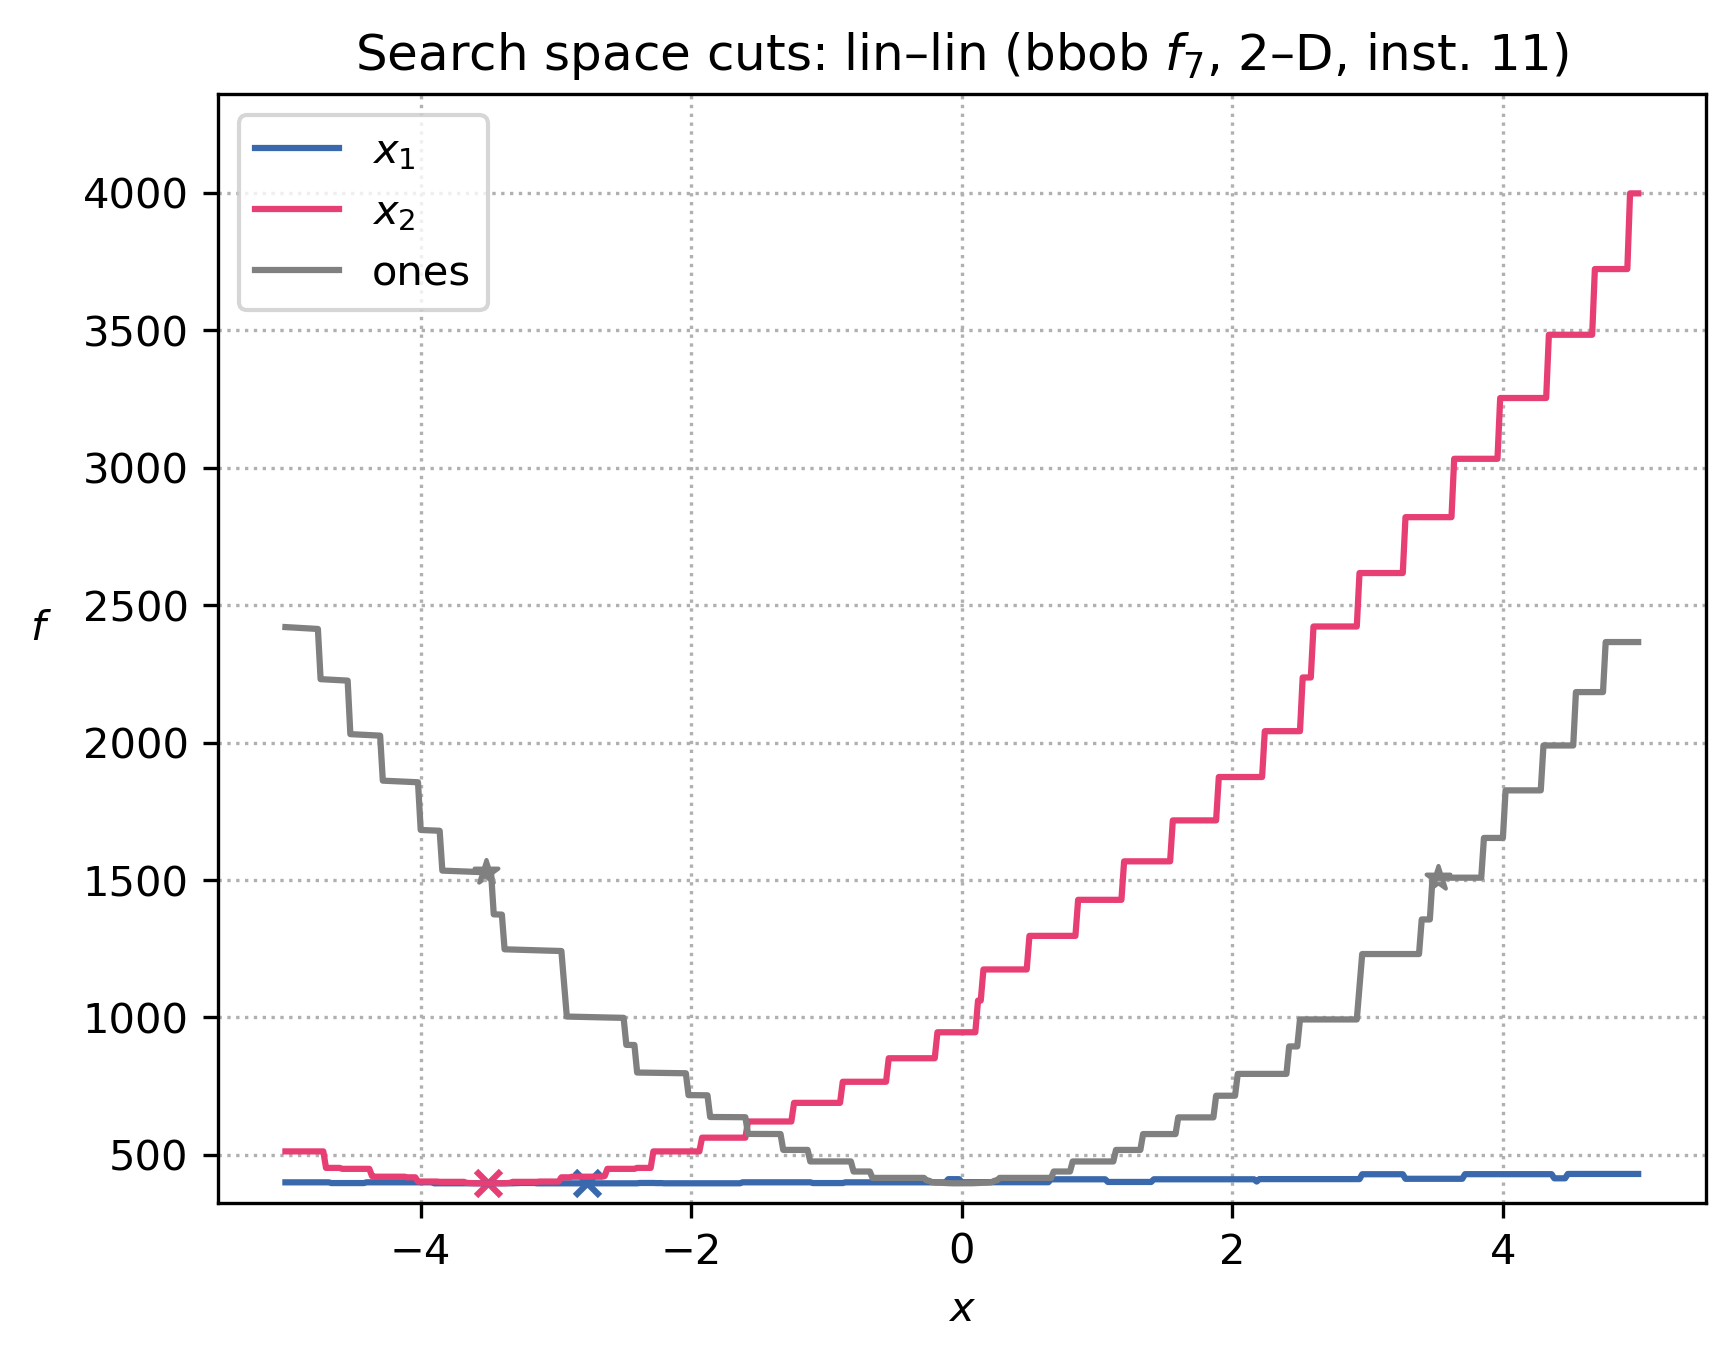 Search space cuts: lin–lin (bbob f₇, 2–D, inst. 11)
x₁
x₂
ones
4000
3500
3000
2500
2000
1500
1000
500
f
−4 −2 0 2 4
x